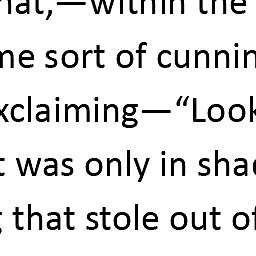 hat,—within the
me sort of cunnin
xclaiming—“Look
t was only in shad
g that stole out of